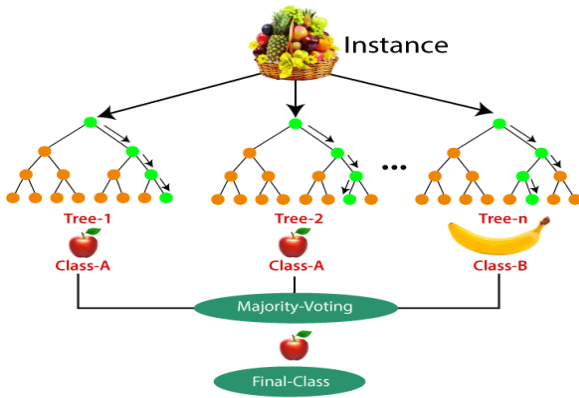 Instance
...
Tree-1
Tree-2
Tree-n
Class-A
Class-A
Class-B
Majority-Voting
Final-Class